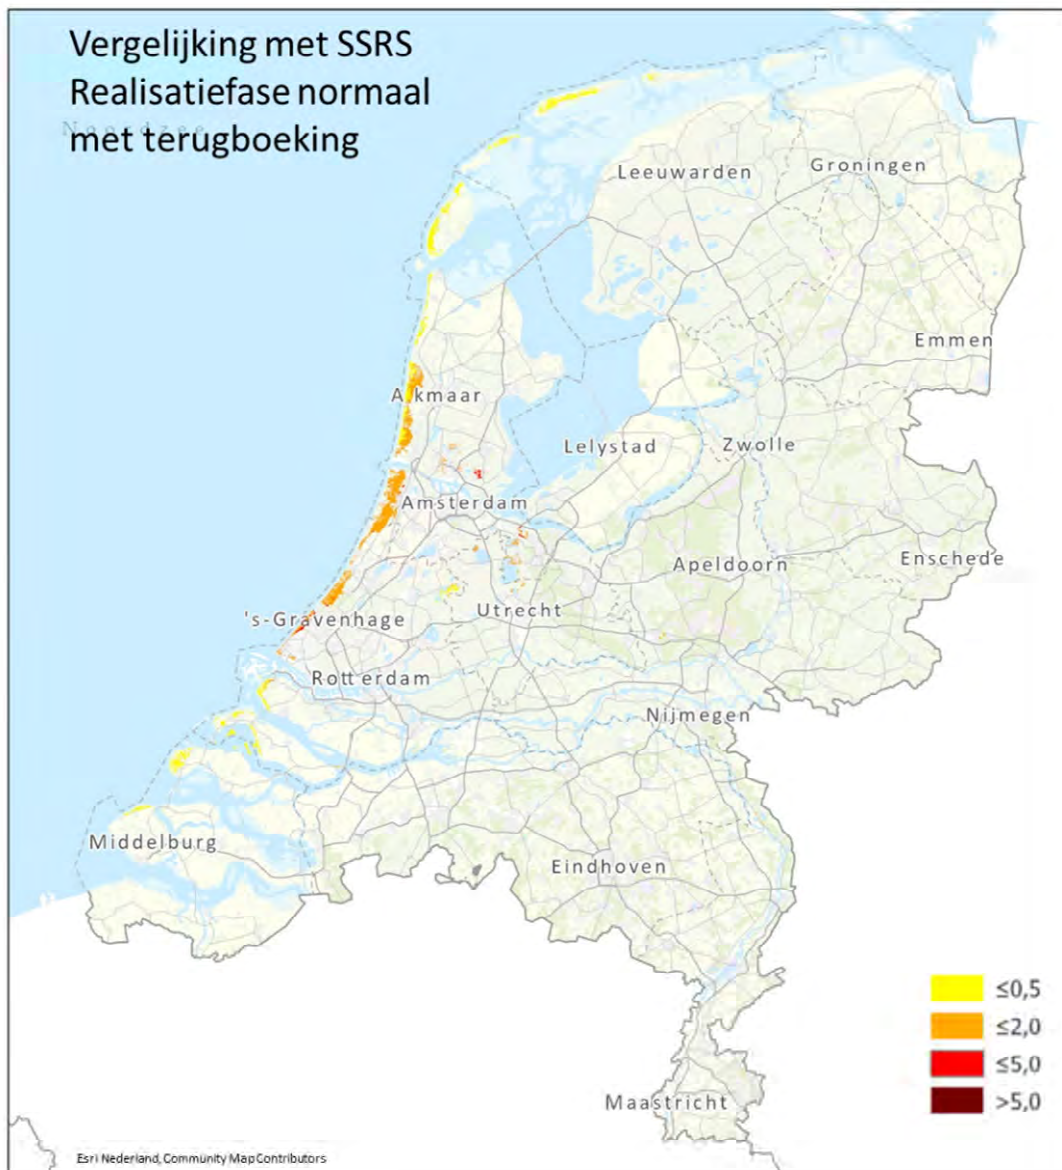 Vergelijking met SSRS
Realisatiefase normaal
Noordzee
met terugboeking
Leeuwarden
Groningen
Emmen
Alkmaar
Lelystad
Zwolle
Amsterdam
Apeldoorn
Enschede
's-Gravenhage
Utrecht
Rotterdam
Nijmegen
Middelburg
Eindhoven
≤0,5
≤2,0
≤5,0
>5,0
Maastricht
Esri Nederland, Community Map Contributors